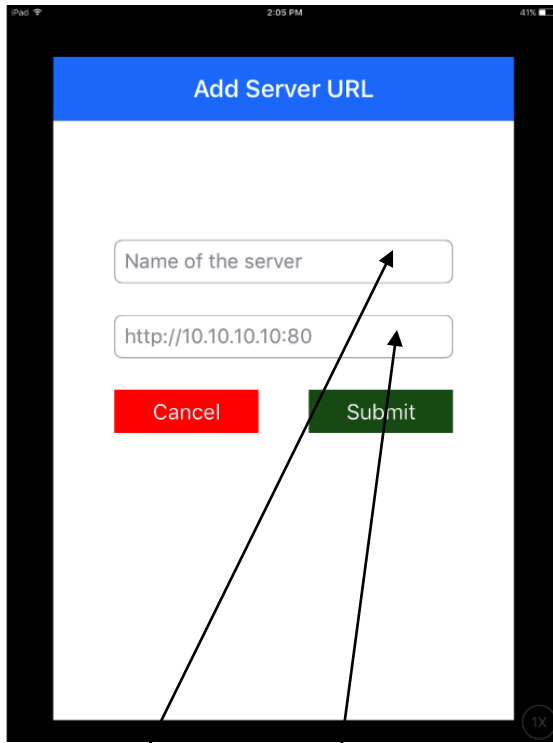 iPad 2:05 PM 41%
Add Server URL
Name of the server
http://10.10.10.10:80
Cancel Submit
1X